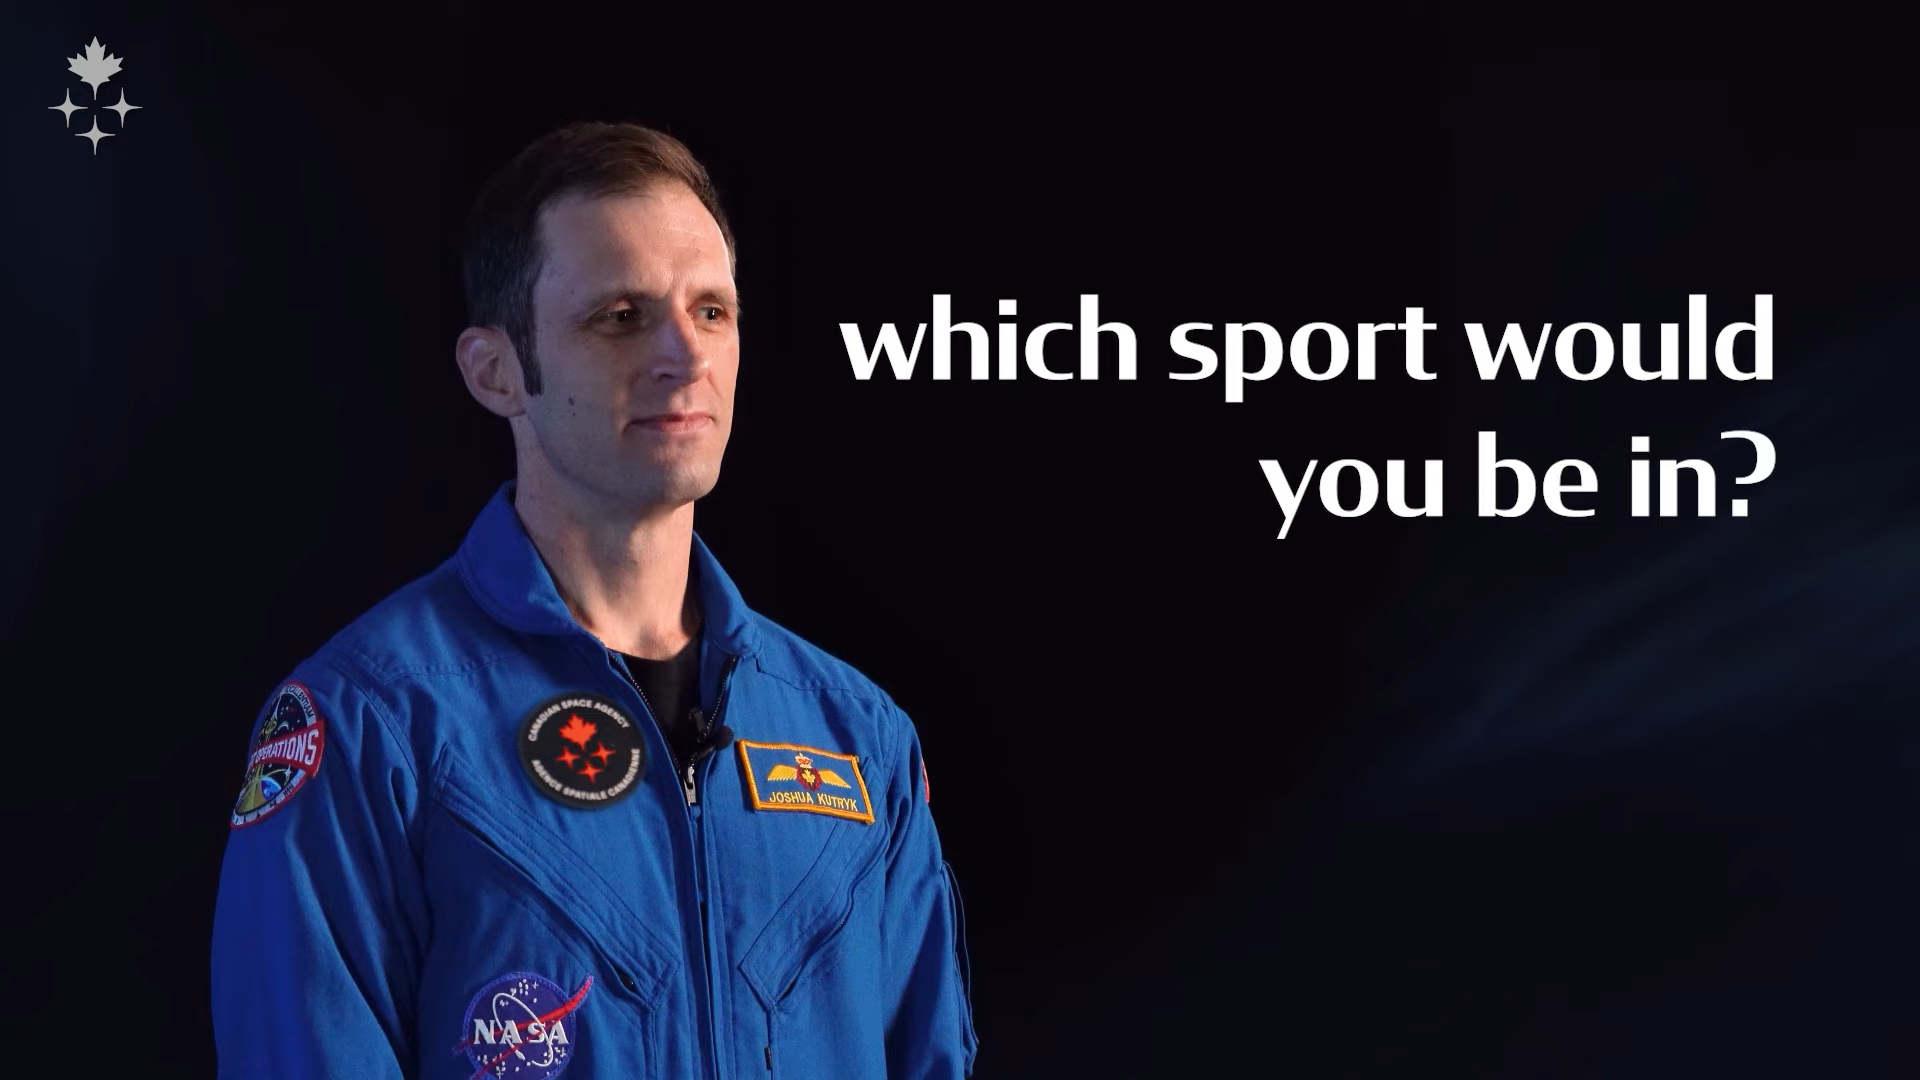 which sport would
you be in?
CANADIAN SPACE AGENCY
AGENCE SPATIALE CANADIENNE
JOSHUA KUTRYK
OPERATIONS
NASA